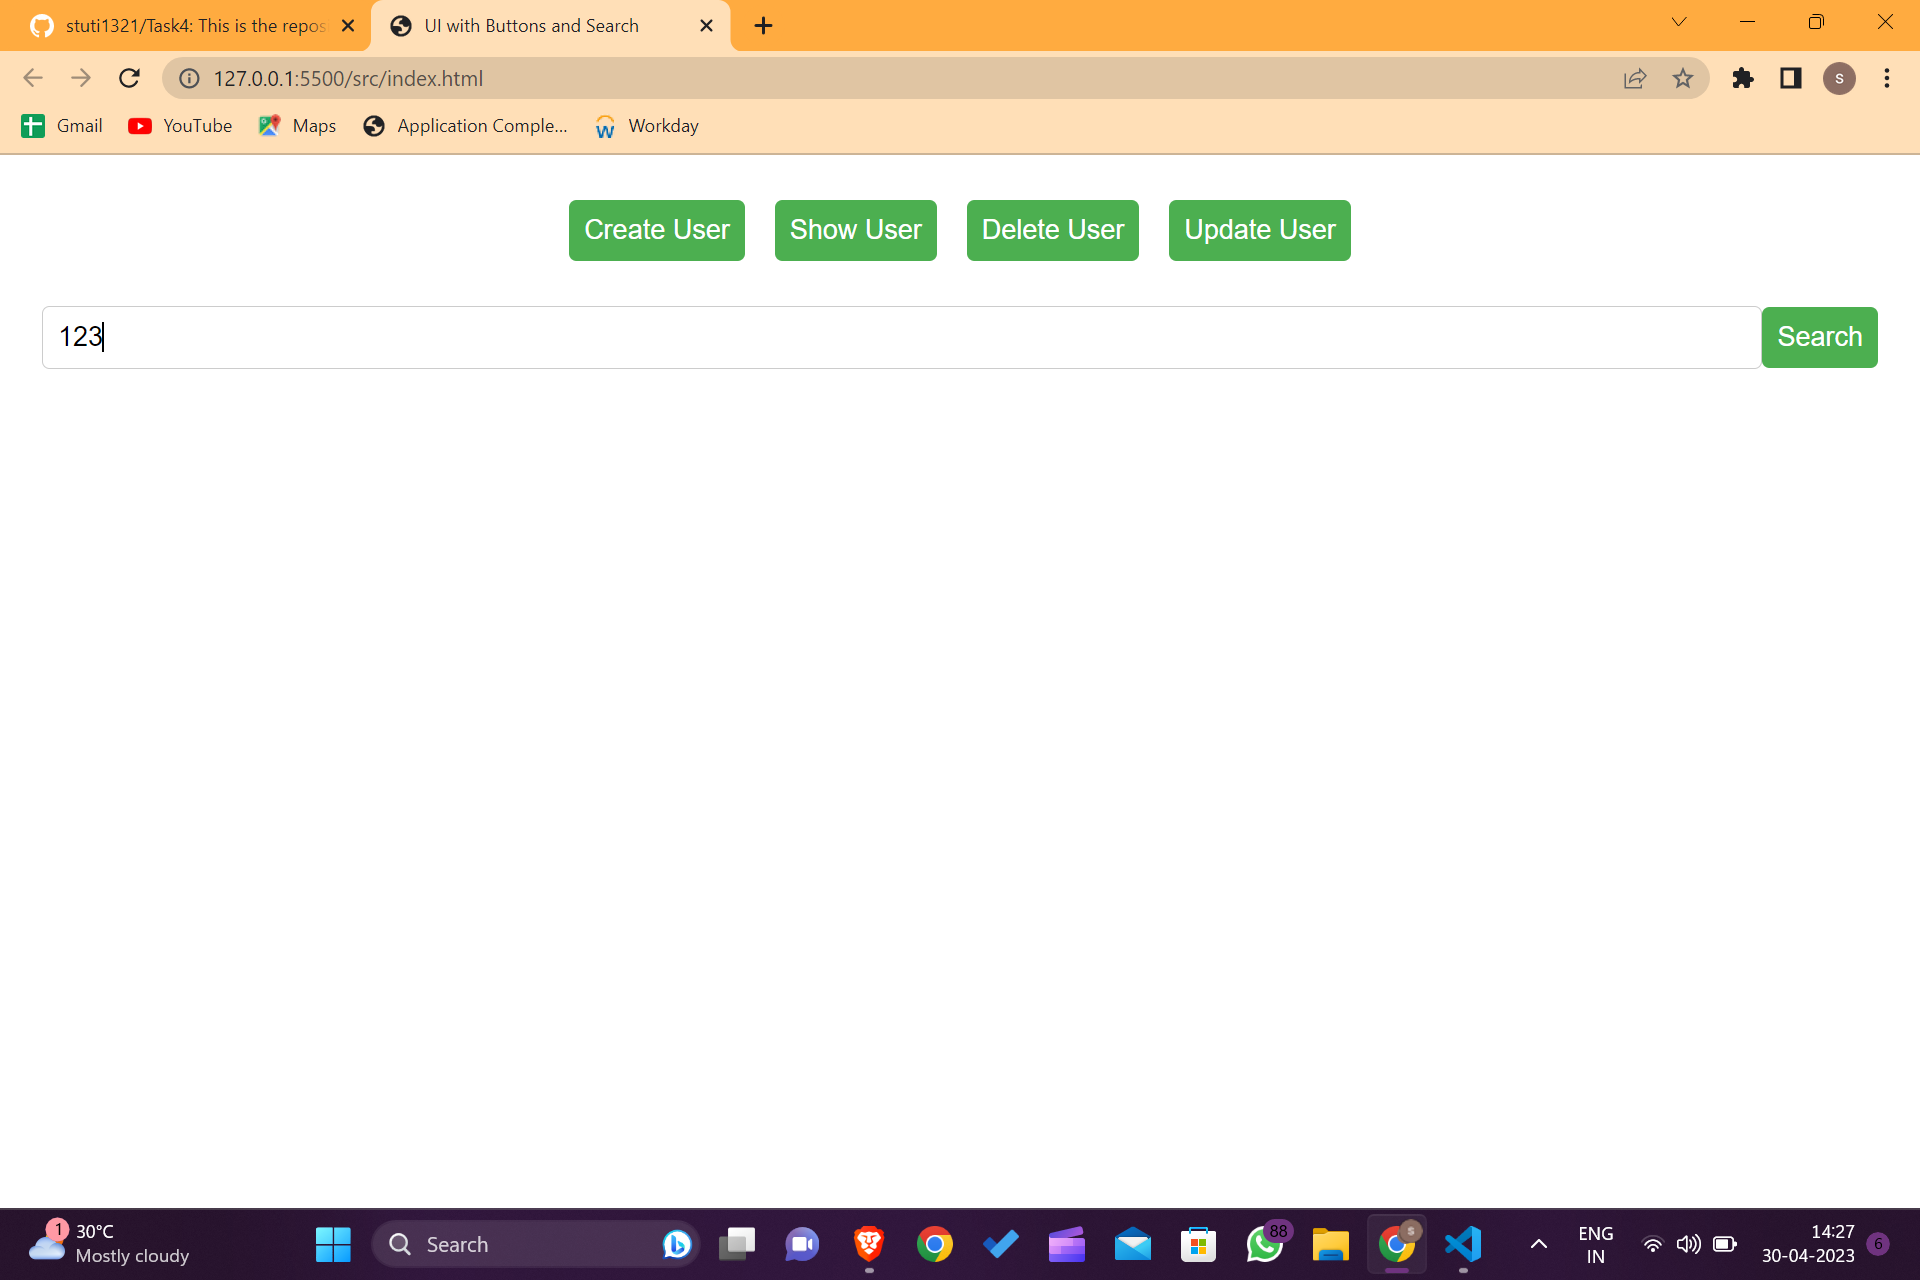 stuti1321/Task4: This is the repos
UI with Buttons and Search
127.0.0.1:5500/src/index.html
S
Gmail
YouTube
Maps
Application Comple...
Workday
Create User
Show User
Delete User
Update User
123
Search
1
30°C
Mostly cloudy
Search
88
S
ENG
IN
14:27
30-04-2023
6